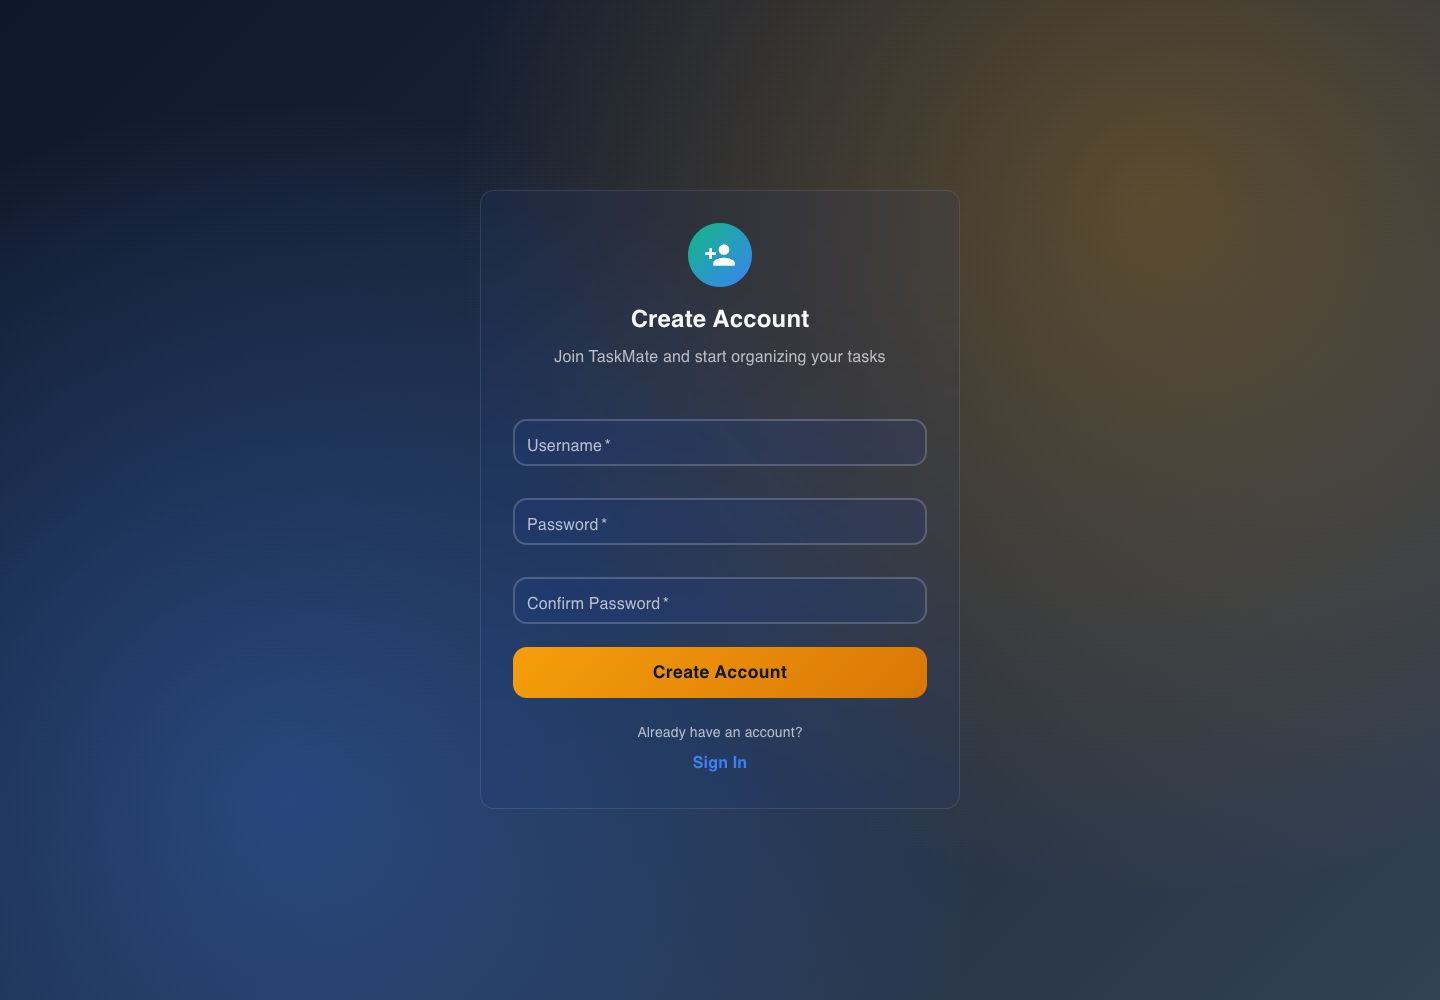 Create Account
Join TaskMate and start organizing your tasks
Username *
Password *
Confirm Password *
Create Account
Already have an account?
Sign In